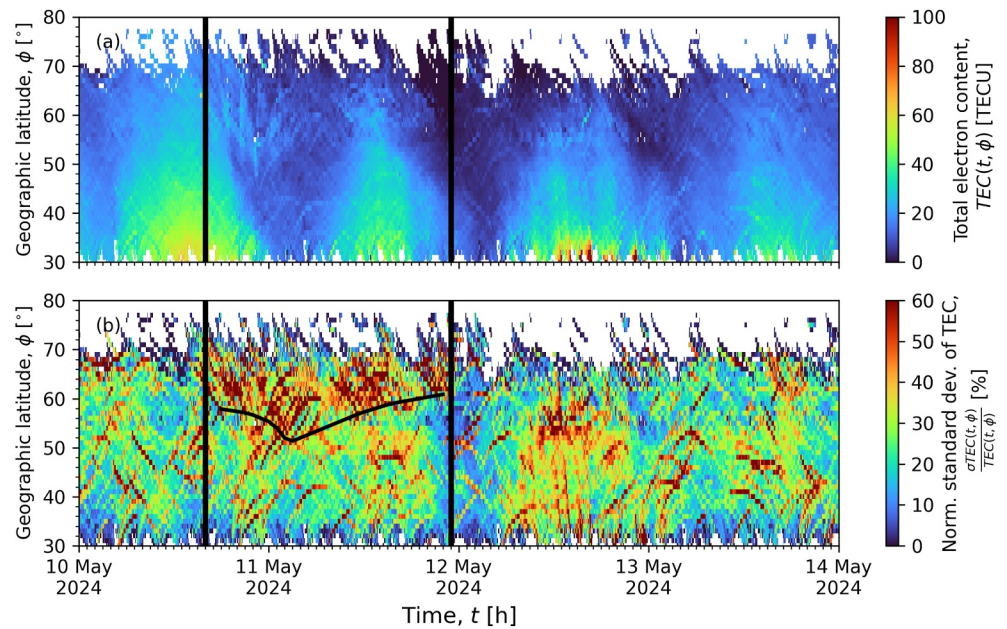 80
70
60
50
40
30
Geographic latitude, ϕ [°]
(a)
100
80
60
40
20
0
Total electron content,
TEC(t, ϕ) [TECU]
80
70
60
50
40
30
Geographic latitude, ϕ [°]
(b)
60
50
40
30
20
10
0
Norm. standard dev. of TEC,
σTEC(t, ϕ)
TEC(t, ϕ)
[%]
10 May
2024
11 May
2024
12 May
2024
13 May
2024
14 May
2024
Time, t [h]